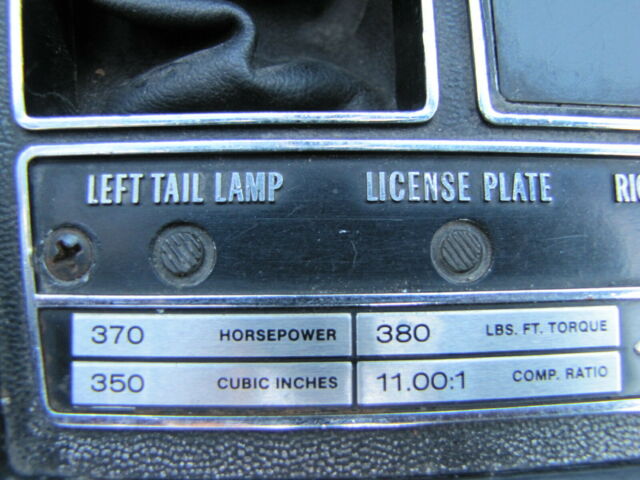 LEFT TAIL LAMP LICENSE PLATE
370 HORSEPOWER 380 LBS. FT. TORQUE
350 CUBIC INCHES 11.00:1 COMP. RATIO